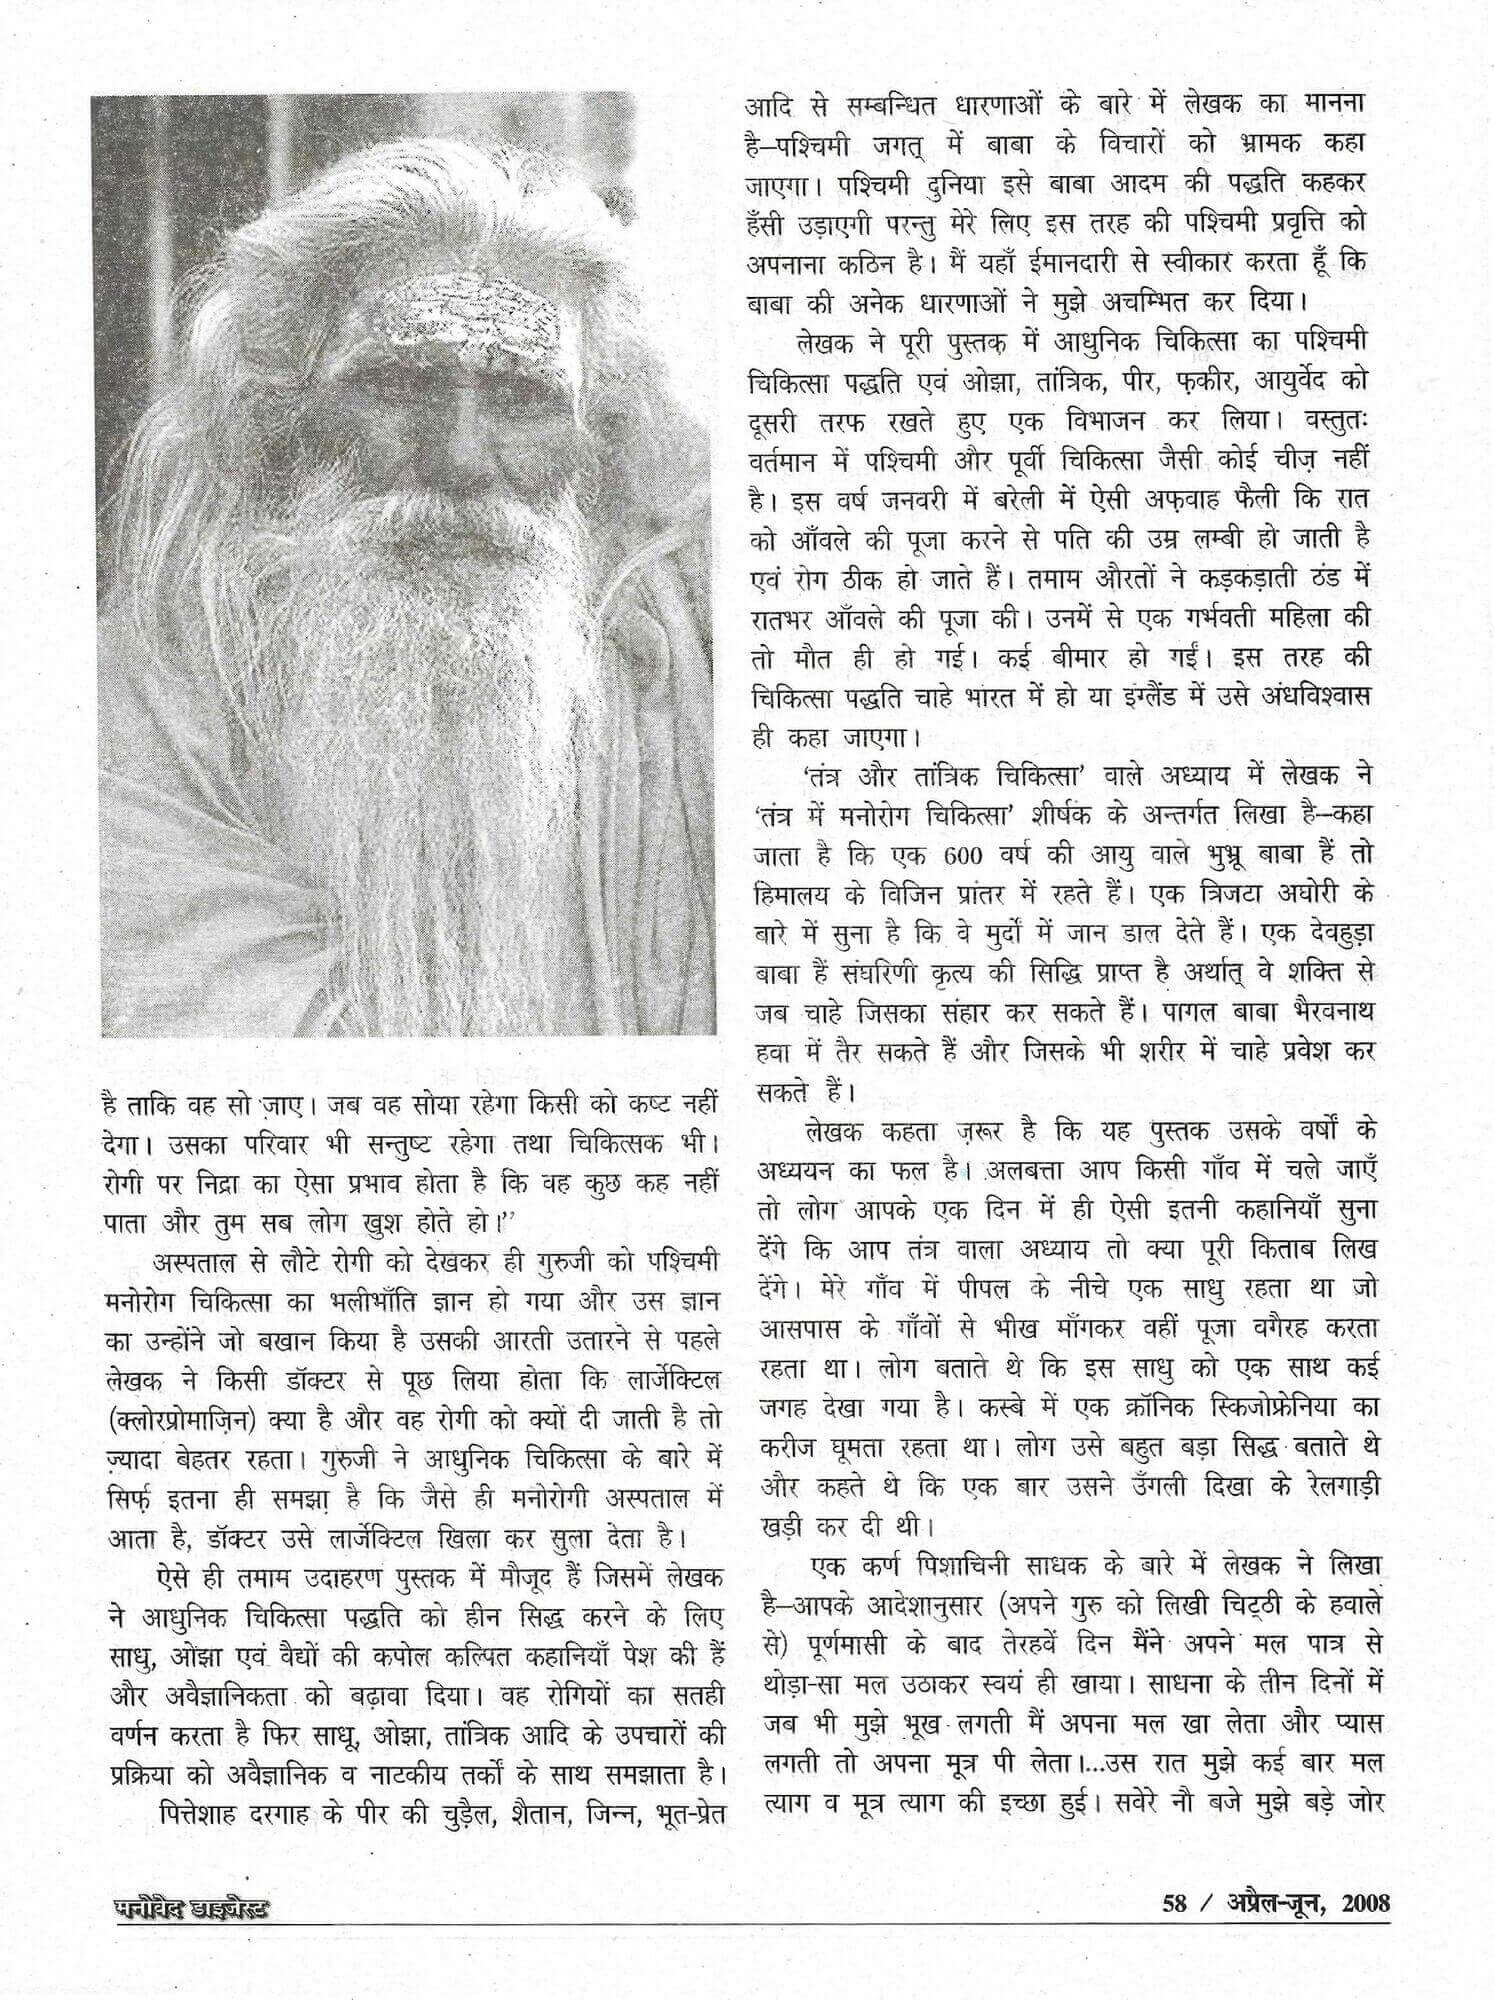 है ताकि वह सो जाए। जब वह सोया रहेगा किसी को कष्ट नहीं
देगा। उसका परिवार भी सन्तुष्ट रहेगा तथा चिकित्सक भी।
रोगी पर निद्रा का ऐसा प्रभाव होता है कि वह कुछ कह नहीं
पाता और तुम सब लोग खुश होते हो।”
अस्पताल से लौटे रोगी को देखकर ही गुरुजी को पश्चिमी
मनोरोग चिकित्सा का भलीभाँति ज्ञान हो गया और उस ज्ञान
का उन्होंने जो बखान किया है उसकी आरती उतारने से पहले
लेखक ने किसी डॉक्टर से पूछ लिया होता कि लार्जेक्टिल
(क्लोरप्रोमाज़िन) क्या है और वह रोगी को क्यों दी जाती है तो
ज़्यादा बेहतर रहता। गुरुजी ने आधुनिक चिकित्सा के बारे में
सिर्फ़ इतना ही समझा है कि जैसे ही मनोरोगी अस्पताल में
आता है, डॉक्टर उसे लार्जेक्टिल खिला कर सुला देता है।
ऐसे ही तमाम उदाहरण पुस्तक में मौजूद हैं जिसमें लेखक
ने आधुनिक चिकित्सा पद्धति को हीन सिद्ध करने के लिए
साधु, ओझा एवं वैद्यों की कपोल कल्पित कहानियाँ पेश की हैं
और अवैज्ञानिकता को बढ़ावा दिया। वह रोगियों का सतही
वर्णन करता है फिर साधू, ओझा, तांत्रिक आदि के उपचारों की
प्रक्रिया को अवैज्ञानिक व नाटकीय तर्कों के साथ समझाता है।
पित्तेशाह दरगाह के पीर की चुड़ैल, शैतान, जिन्न, भूत-प्रेत
आदि से सम्बन्धित धारणाओं के बारे में लेखक का मानना
है–पश्चिमी जगत् में बाबा के विचारों को भ्रामक कहा
जाएगा। पश्चिमी दुनिया इसे बाबा आदम की पद्धति कहकर
हँसी उड़ाएगी परन्तु मेरे लिए इस तरह की पश्चिमी प्रवृत्ति को
अपनाना कठिन है। मैं यहाँ ईमानदारी से स्वीकार करता हूँ कि
बाबा की अनेक धारणाओं ने मुझे अचम्भित कर दिया।
लेखक ने पूरी पुस्तक में आधुनिक चिकित्सा का पश्चिमी
चिकित्सा पद्धति एवं ओझा, तांत्रिक, पीर, फ़कीर, आयुर्वेद को
दूसरी तरफ रखते हुए एक विभाजन कर लिया। वस्तुतः
वर्तमान में पश्चिमी और पूर्वी चिकित्सा जैसी कोई चीज़ नहीं
है। इस वर्ष जनवरी में बरेली में ऐसी अफ़वाह फैली कि रात
को आँवले की पूजा करने से पति की उम्र लम्बी हो जाती है
एवं रोग ठीक हो जाते हैं। तमाम औरतों ने कड़कड़ाती ठंड में
रातभर आँवले की पूजा की। उनमें से एक गर्भवती महिला की
तो मौत ही हो गई। कई बीमार हो गईं। इस तरह की
चिकित्सा पद्धति चाहे भारत में हो या इंग्लैंड में उसे अंधविश्वास
ही कहा जाएगा।
‘तंत्र और तांत्रिक चिकित्सा’ वाले अध्याय में लेखक ने
‘तंत्र में मनोरोग चिकित्सा’ शीर्षक के अन्तर्गत लिखा है–कहा
जाता है कि एक 600 वर्ष की आयु वाले भुभ्रू बाबा हैं तो
हिमालय के विजिन प्रांतर में रहते हैं। एक त्रिजटा अघोरी के
बारे में सुना है कि वे मुर्दों में जान डाल देते हैं। एक देवहुड़ा
बाबा हैं संघरिणी कृत्य की सिद्धि प्राप्त है अर्थात् वे शक्ति से
जब चाहे जिसका संहार कर सकते हैं। पागल बाबा भैरवनाथ
हवा में तैर सकते हैं और जिसके भी शरीर में चाहे प्रवेश कर
सकते हैं।
लेखक कहता ज़रूर है कि यह पुस्तक उसके वर्षों के
अध्ययन का फल है। अलबत्ता आप किसी गाँव में चले जाएँ
तो लोग आपके एक दिन में ही ऐसी इतनी कहानियाँ सुना
देंगे कि आप तंत्र वाला अध्याय तो क्या पूरी किताब लिख
देंगे। मेरे गाँव में पीपल के नीचे एक साधु रहता था जो
आसपास के गाँवों से भीख माँगकर वहीं पूजा वगैरह करता
रहता था। लोग बताते थे कि इस साधु को एक साथ कई
जगह देखा गया है। कस्बे में एक क्रॉनिक स्किजोफ्रेनिया का
करीज घूमता रहता था। लोग उसे बहुत बड़ा सिद्ध बताते थे
और कहते थे कि एक बार उसने उँगली दिखा के रेलगाड़ी
खड़ी कर दी थी।
एक कर्ण पिशाचिनी साधक के बारे में लेखक ने लिखा
है–आपके आदेशानुसार (अपने गुरु को लिखी चिट्ठी के हवाले
से) पूर्णमासी के बाद तेरहवें दिन मैंने अपने मल पात्र से
थोड़ा-सा मल उठाकर स्वयं ही खाया। साधना के तीन दिनों में
जब भी मुझे भूख लगती मैं अपना मल खा लेता और प्यास
लगती तो अपना मूत्र पी लेता।...उस रात मुझे कई बार मल
त्याग व मूत्र त्याग की इच्छा हुई। सवेरे नौ बजे मुझे बड़े जोर
मनोवेद डाइजेस्ट
58 / अप्रैल-जून, 2008